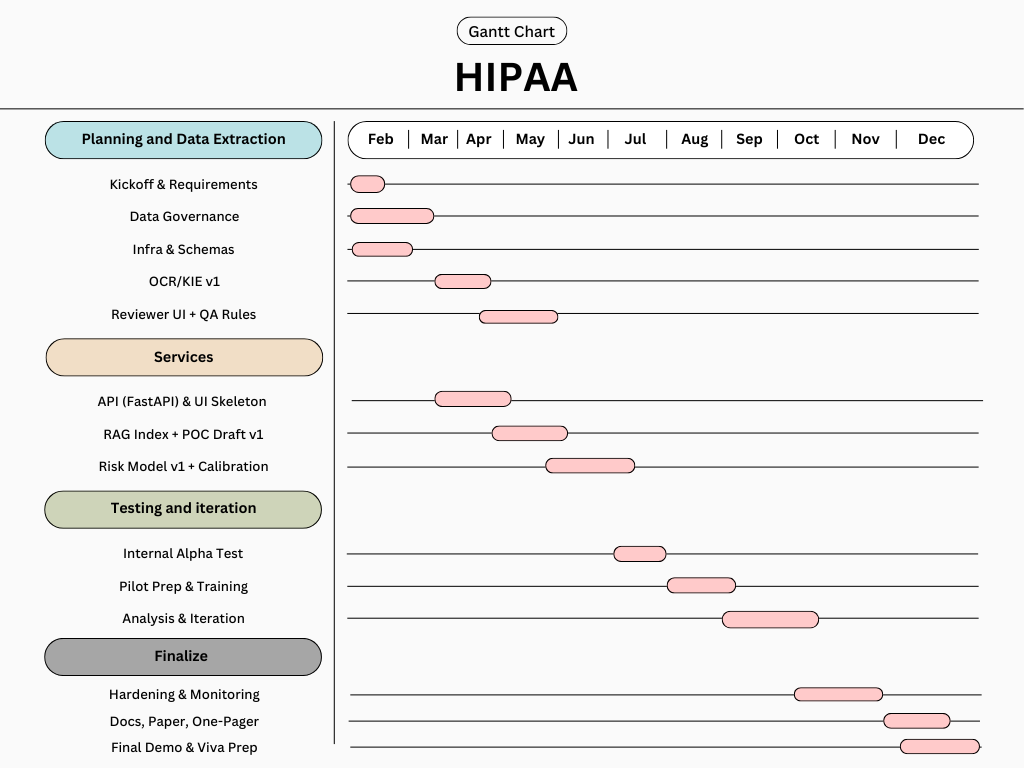 Gantt Chart
HIPAA
Planning and Data Extraction
Feb | Mar | Apr | May | Jun | Jul | Aug | Sep | Oct | Nov | Dec
Kickoff & Requirements
Data Governance
Infra & Schemas
OCR/KIE v1
Reviewer UI + QA Rules
Services
API (FastAPI) & UI Skeleton
RAG Index + POC Draft v1
Risk Model v1 + Calibration
Testing and iteration
Internal Alpha Test
Pilot Prep & Training
Analysis & Iteration
Finalize
Hardening & Monitoring
Docs, Paper, One-Pager
Final Demo & Viva Prep